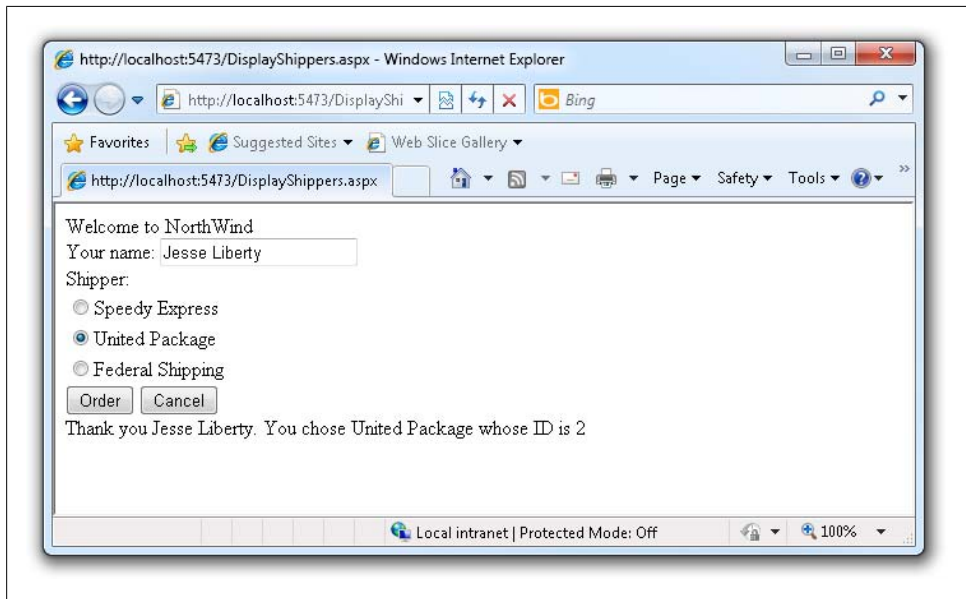 http://localhost:5473/DisplayShippers.aspx - Windows Internet Explorer
http://localhost:5473/DisplayShi
Bing
Favorites Suggested Sites Web Slice Gallery
http://localhost:5473/DisplayShippers.aspx Page Safety Tools
Welcome to NorthWind
Your name: Jesse Liberty
Shipper:
Speedy Express
United Package
Federal Shipping
Order Cancel
Thank you Jesse Liberty. You chose United Package whose ID is 2
Local intranet | Protected Mode: Off 100%